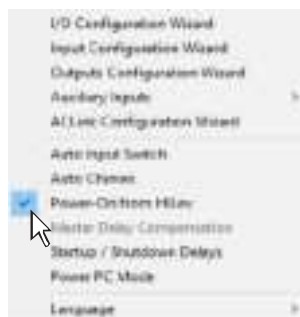 I/O Configuration Wizard
Input Configuration Wizard
Outputs Configuration Wizard
Auxiliary Inputs
AC Link Configuration Wizard
Auto Input Switch
Auto Chimes
Power-On from
Master Delay Compensation
Startup / Shutdown Delays
Power PC Mode
Language